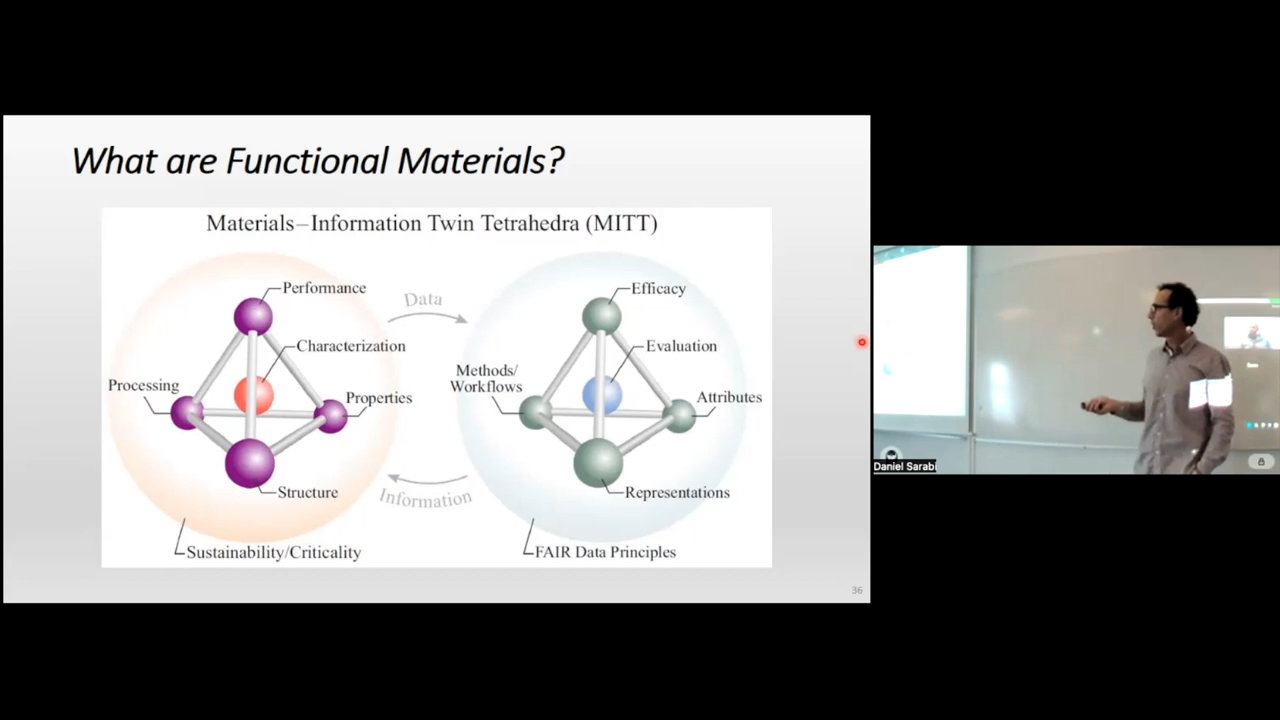 What are Functional Materials?
Materials–Information Twin Tetrahedra (MITT)
Performance
Characterization
Processing
Properties
Structure
Sustainability/Criticality
Data
Information
Efficacy
Evaluation
Methods/
Workflows
Attributes
Representations
FAIR Data Principles
36
Daniel Sarabi